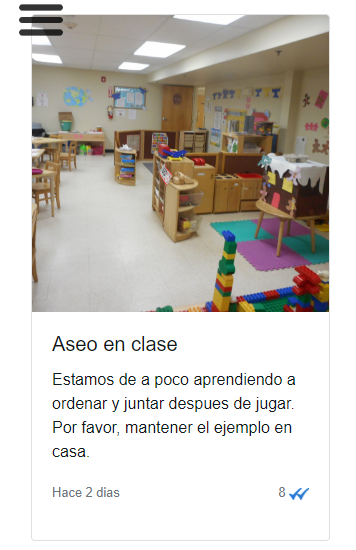 Aseo en clase
Estamos de a poco aprendiendo a
ordenar y juntar despues de jugar.
Por favor, mantener el ejemplo en
casa.
Hace 2 dias
8